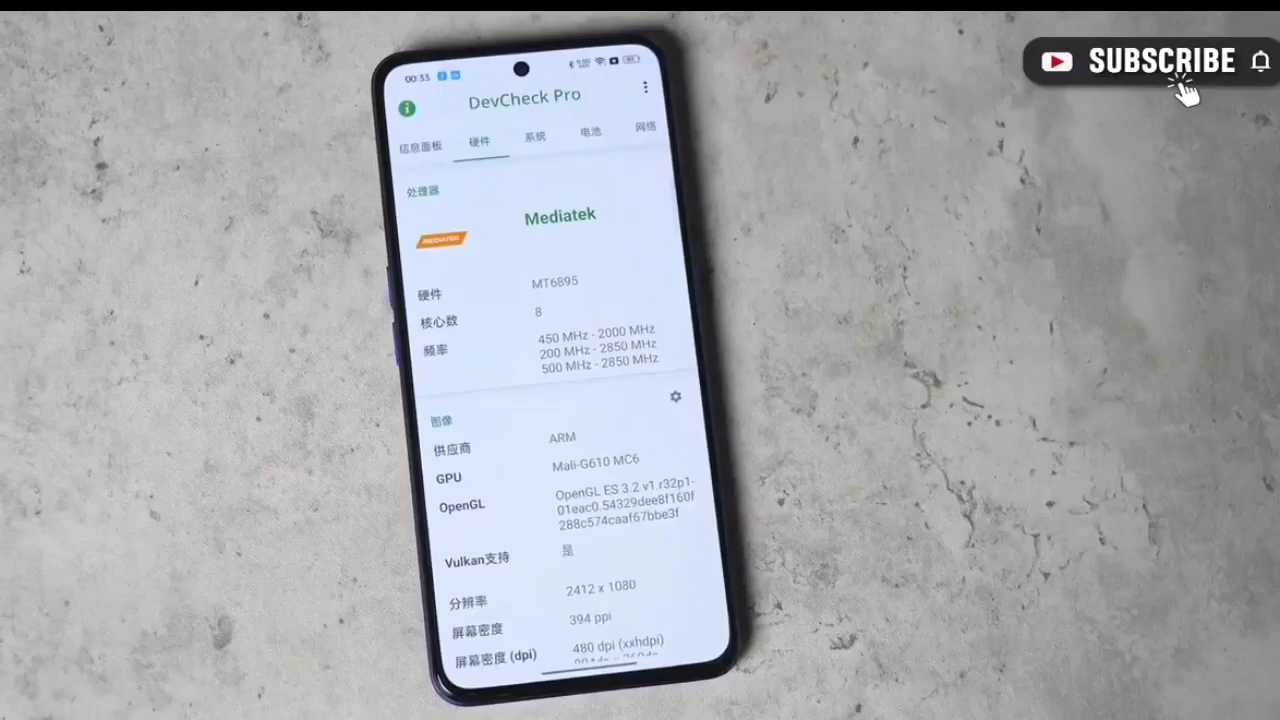 SUBSCRIBE
00:33
DevCheck Pro
信息面板 硬件 系统 电池 网络
处理器
Mediatek
MEDIATEK
硬件 MT6895
核心数 8
频率 450 MHz - 2000 MHz
200 MHz - 2850 MHz
500 MHz - 2850 MHz
图像
供应商 ARM
GPU Mali-G610 MC6
OpenGL OpenGL ES 3.2 v1.r32p1-
01eac0.54329dee8f160f
288c574caaf67bbe3f
Vulkan支持 是
分辨率 2412 x 1080
屏幕密度 394 ppi
屏幕密度 (dpi) 480 dpi (xxhdpi)